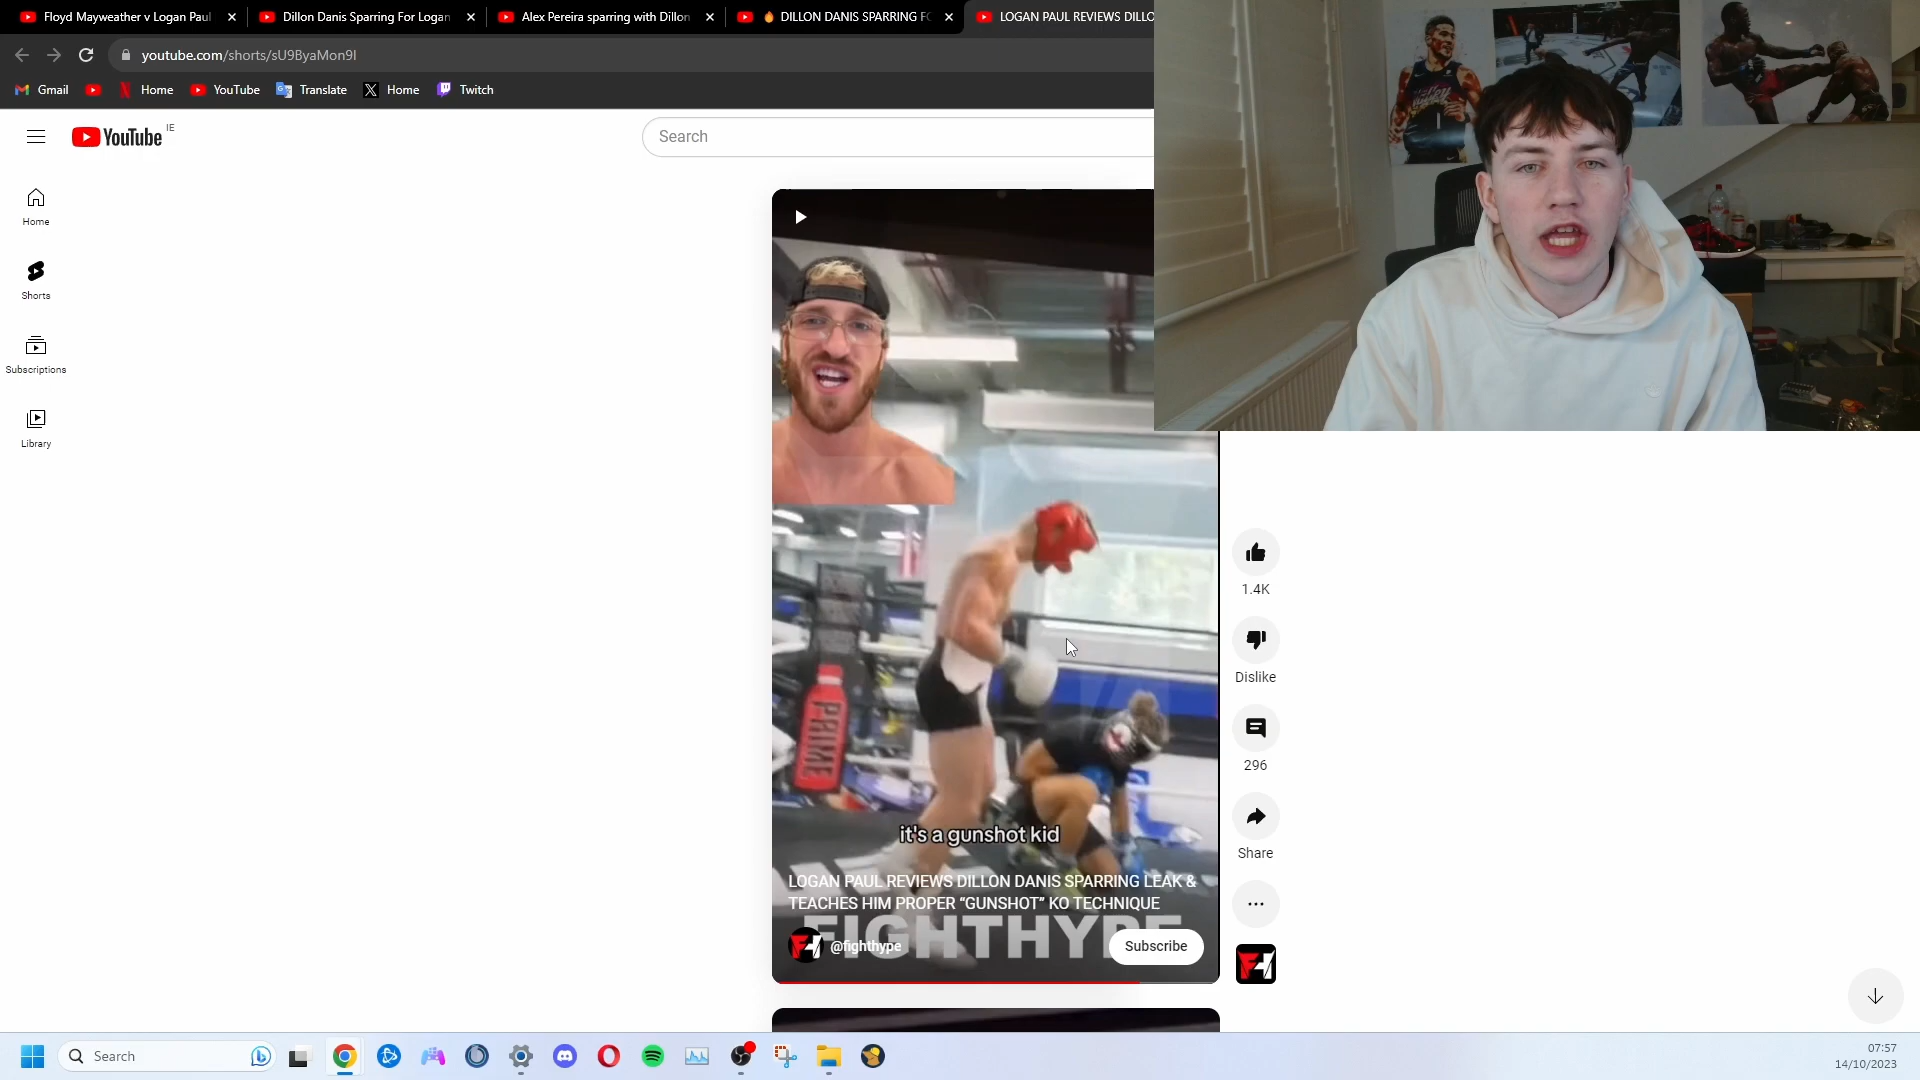 Floyd Mayweather v Logan Paul
Dillon Danis Sparring For Logan
Alex Pereira sparring with Dillon
DILLON DANIS SPARRING FO
LOGAN PAUL REVIEWS DILLO
youtube.com/shorts/sU9ByaMon9I
Gmail
Home
YouTube
Translate
Home
Twitch
YouTube IE
Search
Home
Shorts
Subscriptions
Library
PRIME
it's a gunshot kid
LOGAN PAUL REVIEWS DILLON DANIS SPARRING LEAK &
TEACHES HIM PROPER “GUNSHOT” KO TECHNIQUE
FIGHTHYPE
@fighthype
Subscribe
1.4K
Dislike
296
Share
FH
Search
07:57
14/10/2023